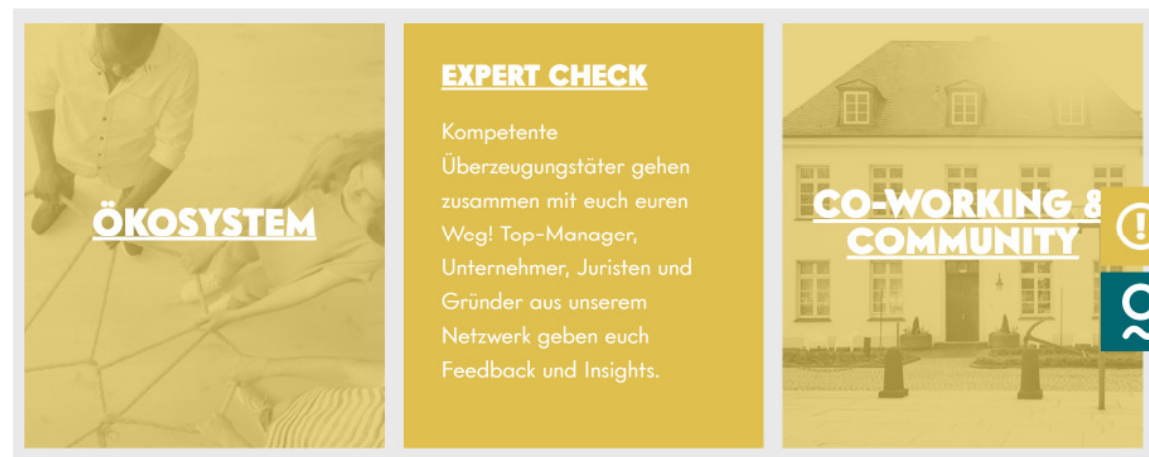 ÖKOSYSTEM
EXPERT CHECK
Kompetente
Überzeugungstäter gehen
zusammen mit euch euren
Weg! Top-Manager,
Unternehmer, Juristen und
Gründer aus unserem
Netzwerk geben euch
Feedback und Insights.
CO-WORKING &
COMMUNITY